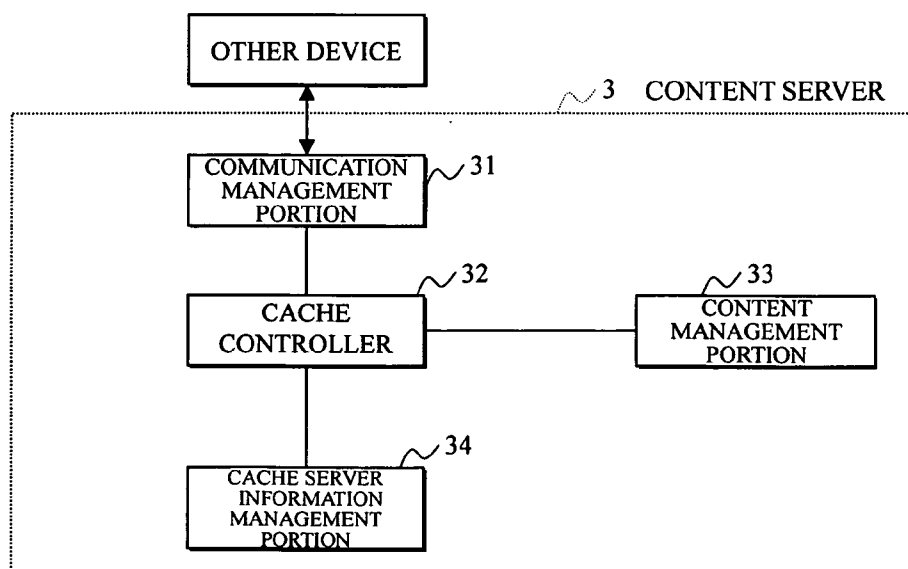 OTHER DEVICE
3 CONTENT SERVER
COMMUNICATION
MANAGEMENT
PORTION
31
32
CACHE
CONTROLLER
33
CONTENT
MANAGEMENT
PORTION
34
CACHE SERVER
INFORMATION
MANAGEMENT
PORTION